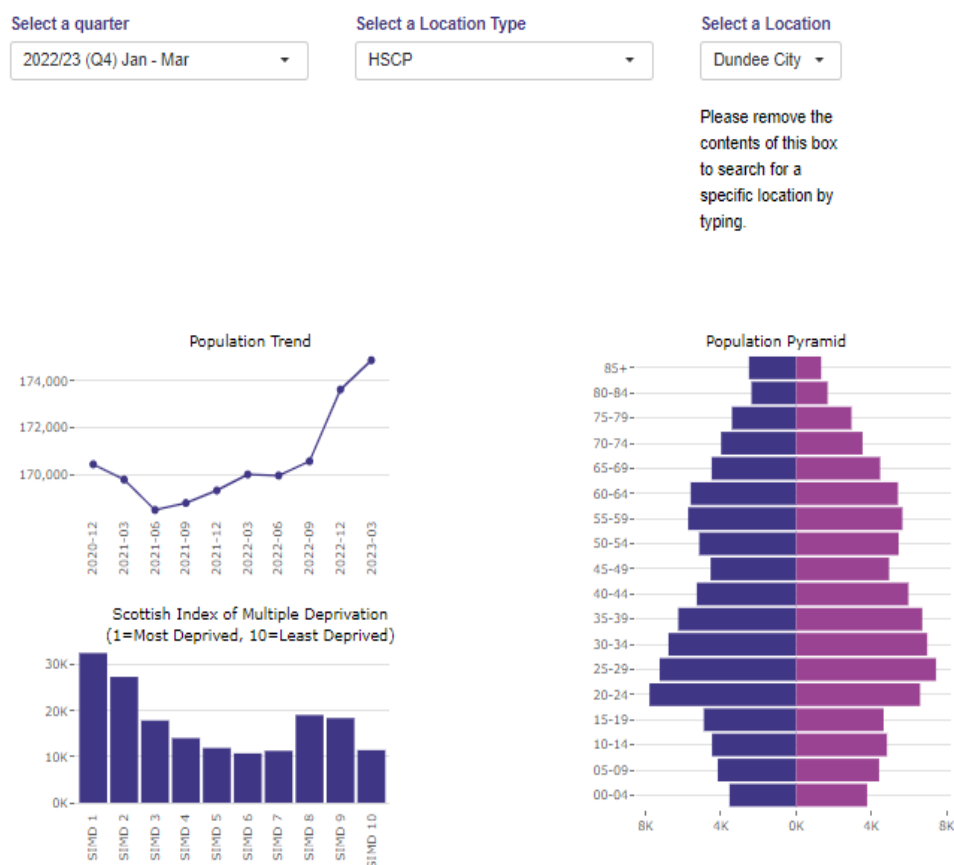 Select a quarter
2022/23 (Q4) Jan - Mar
Select a Location Type
HSCP
Select a Location
Dundee City
Please remove the
contents of this box
to search for a
specific location by
typing.
Population Trend
174,000
172,000
170,000
2020-12
2021-03
2021-06
2021-09
2021-12
2022-03
2022-06
2022-09
2022-12
2023-03
Scottish Index of Multiple Deprivation
(1=Most Deprived, 10=Least Deprived)
30K
20K
10K
0K
SIMD 1
SIMD 2
SIMD 3
SIMD 4
SIMD 5
SIMD 6
SIMD 7
SIMD 8
SIMD 9
SIMD 10
Population Pyramid
85+
80-84
75-79
70-74
65-69
60-64
55-59
50-54
45-49
40-44
35-39
30-34
25-29
20-24
15-19
10-14
05-09
00-04
8K
4K
0K
4K
8K